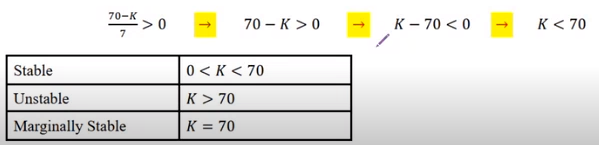 70−K/7 > 0 → 70 − K > 0 → K − 70 < 0 → K < 70
Stable 0 < K < 70
Unstable K > 70
Marginally Stable K = 70